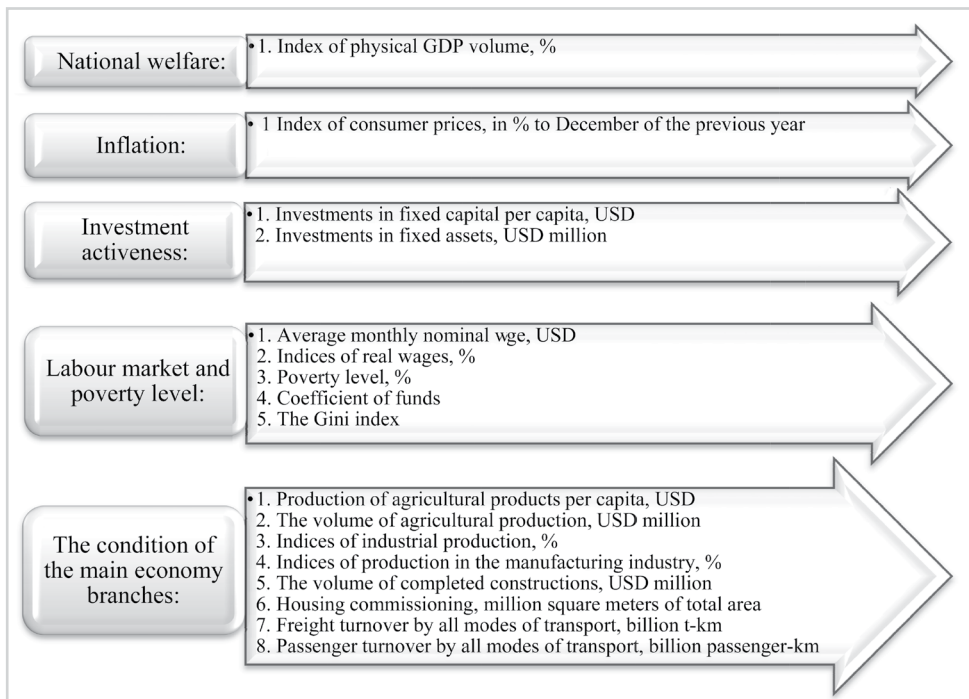 National welfare:
•1. Index of physical GDP volume, %
Inflation:
• 1 Index of consumer prices, in % to December of the previous year
Investment
activeness:
•1. Investments in fixed capital per capita, USD
2. Investments in fixed assets, USD million
Labour market and
poverty level:
•1. Average monthly nominal wge, USD
2. Indices of real wages, %
3. Poverty level, %
4. Coefficient of funds
5. The Gini index
The condition of
the main economy
branches:
•1. Production of agricultural products per capita, USD
2. The volume of agricultural production, USD million
3. Indices of industrial production, %
4. Indices of production in the manufacturing industry, %
5. The volume of completed constructions, USD million
6. Housing commissioning, million square meters of total area
7. Freight turnover by all modes of transport, billion t-km
8. Passenger turnover by all modes of transport, billion passenger-km